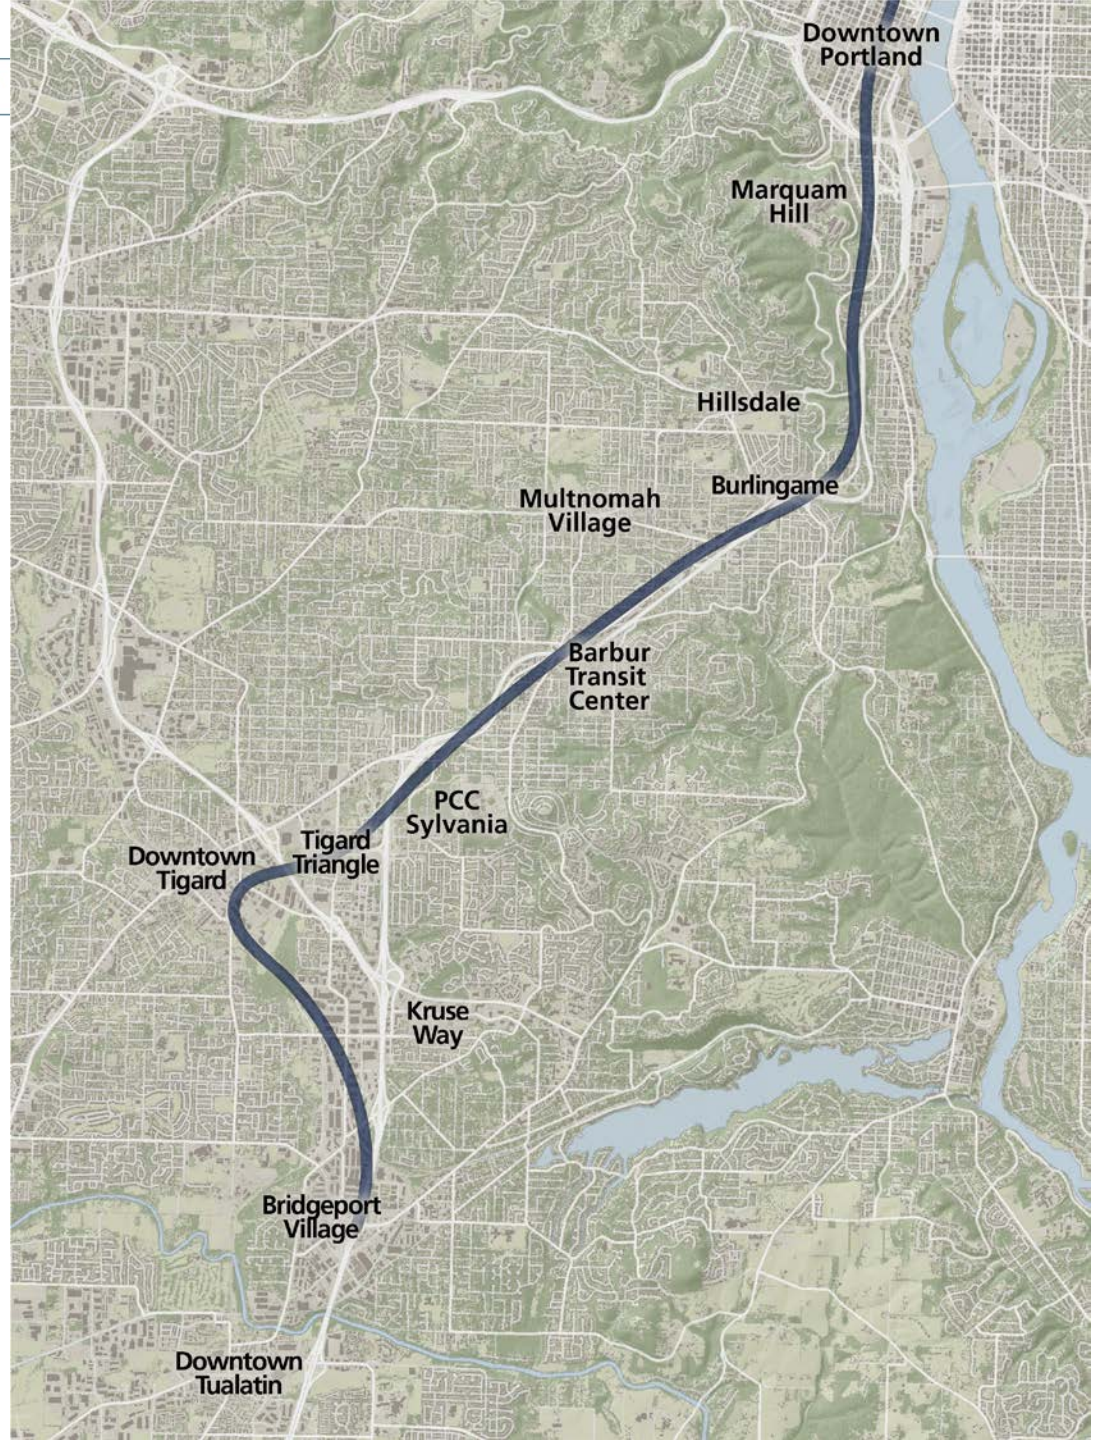 Downtown
Portland
Marquam
Hill
Hillsdale
Burlingame
Multnomah
Village
Barbur
Transit
Center
PCC
Sylvania
Tigard
Triangle
Downtown
Tigard
Kruse
Way
Bridgeport
Village
Downtown
Tualatin